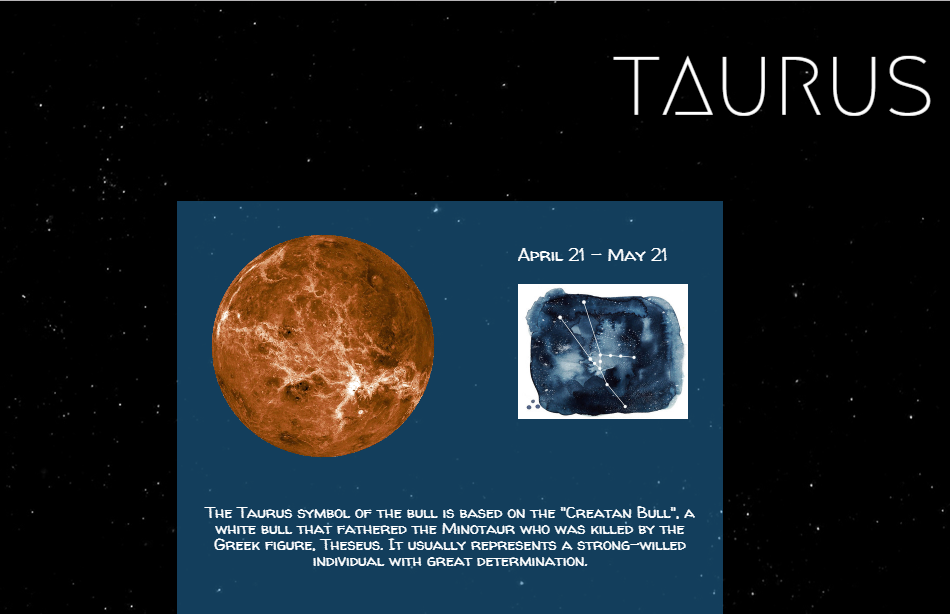 TAURUS
April 21 - May 21
The Taurus symbol of the bull is based on the "Creatan Bull", a
white bull that fathered the Minotaur who was killed by the
Greek figure, Theseus. It usually represents a strong-willed
individual with great determination.